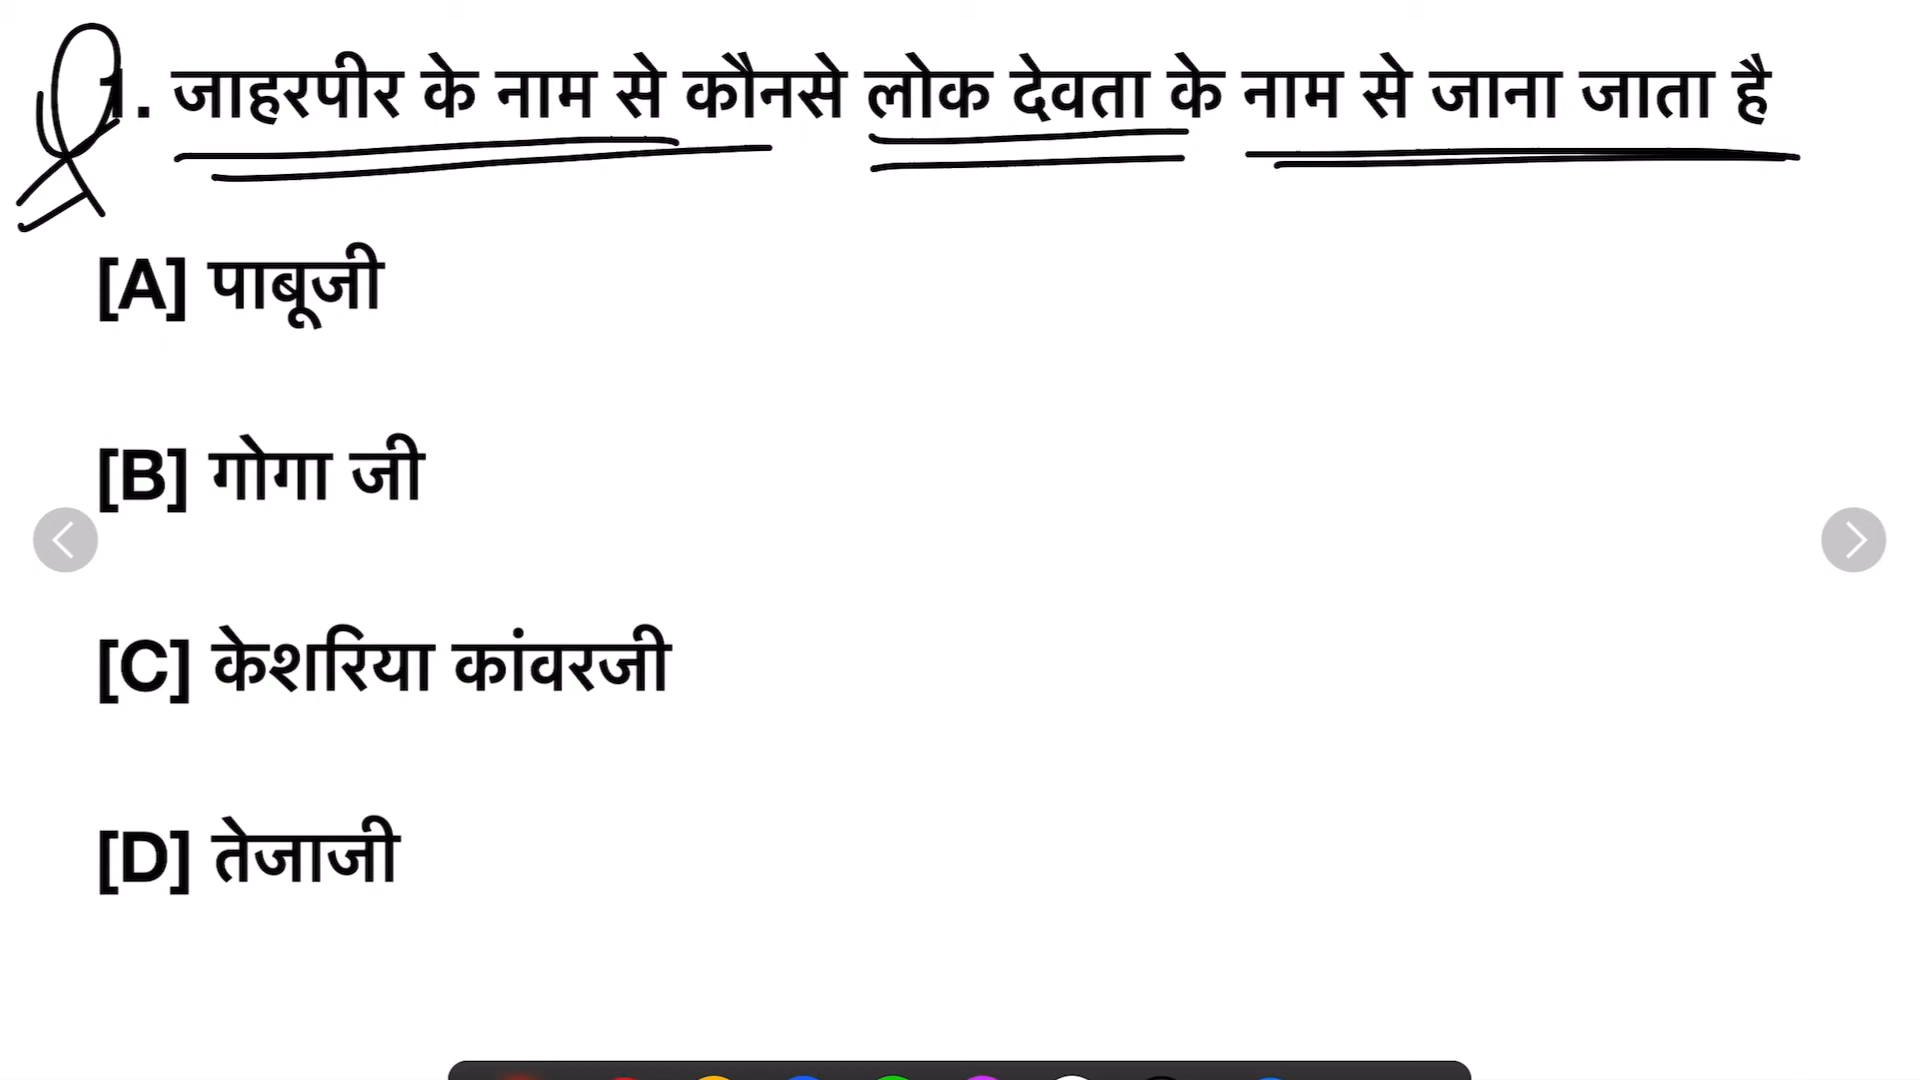 1. जाहरपीर के नाम से कौनसे लोक देवता के नाम से जाना जाता है
[A] पाबूजी
[B] गोगा जी
[C] केशरिया कांवरजी
[D] तेजाजी